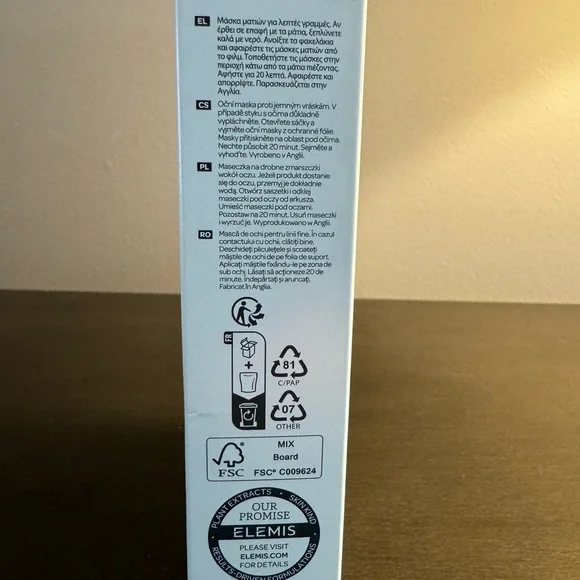 EL Μάσκα ματιών για λεπτές γραμμές. Αν
έρθει σε επαφή με τα μάτια, ξεπλύνετε
καλά με νερό. Ανοίξτε τα φακελάκια
και αφαιρέστε τις μάσκες ματιών από
το φιλμ. Τοποθετήστε τις μάσκες στην
περιοχή κάτω από τα μάτια πιέζοντας.
Αφήστε για 20 λεπτά. Αφαιρέστε και
απορρίψτε. Παρασκευάζεται στην
Αγγλία.
CS Oční maska proti jemným vráskám. V
případě styku s očima důkladně
vypláchněte. Otevřete sáčky a
vyjměte oční masky z ochranné fólie.
Masky přitiskněte na oblast pod očima.
Nechte působit 20 minut. Sejměte a
vyhoďte. Vyrobeno v Anglii.
PL Maseczka na drobne zmarszczki
wokół oczu. Jeżeli produkt dostanie
się do oczu, przemyj je dokładnie
wodą. Otwórz saszetki i odklej
maseczki pod oczy od arkusza.
Umieść maseczki pod oczami.
Pozostaw na 20 minut. Usuń maseczki
i wyrzuć je. Wyprodukowano w Anglii.
RO Mască de ochi pentru linii fine. În cazul
contactului cu ochii, clătiți bine.
Deschideți pliculețele și scoateți
măștile de ochi de pe folia de suport.
Aplicați măștile fixându-le pe zona de
sub ochi. Lăsați să acționeze 20 de
minute. Îndepărtați și aruncați.
Fabricat în Anglia.
FR
+
81
C/PAP
07
OTHER
FSC
MIX
Board
FSC® C009624
PLANT EXTRACTS • SKIN KIND •
OUR
PROMISE
ELEMIS
PLEASE VISIT
ELEMIS.COM
FOR DETAILS
RESULTS-DRIVEN FORMULATIONS